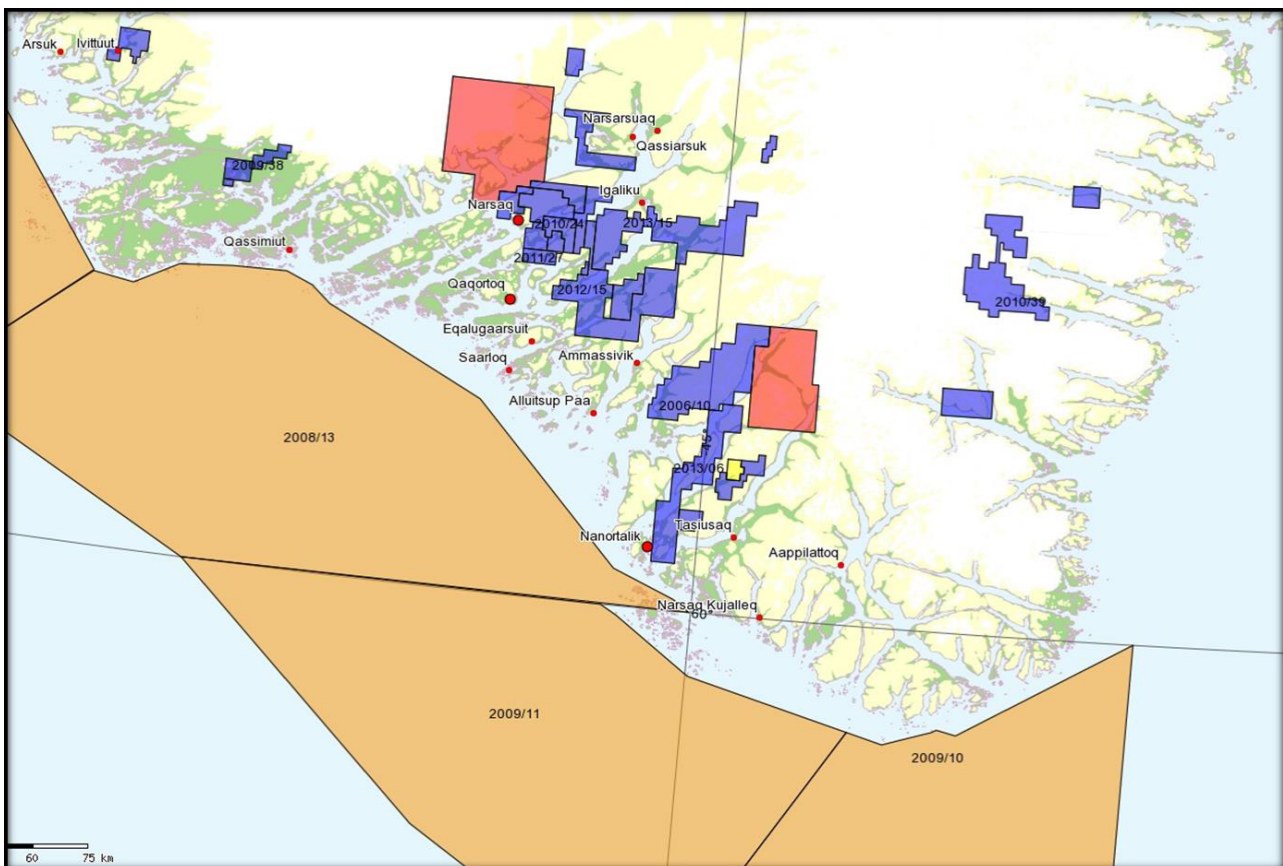 Arsuk
Ivittuut
Narsarsuaq
Qassiarsuk
2009/38
Igaliku
Narsaq
2010/24
2013/15
Qassimiut
2011/27
Qaqortoq
2012/15
2010/39
Eqalugaarsuit
Saarloq
Ammassivik
Alluitsup Paa
2006/10
2008/13
-45°
2013/06
Tasiusaq
Nanortalik
Aappilattoq
Narsaq Kujalleq
60°
2009/11
2009/10
60 75 km